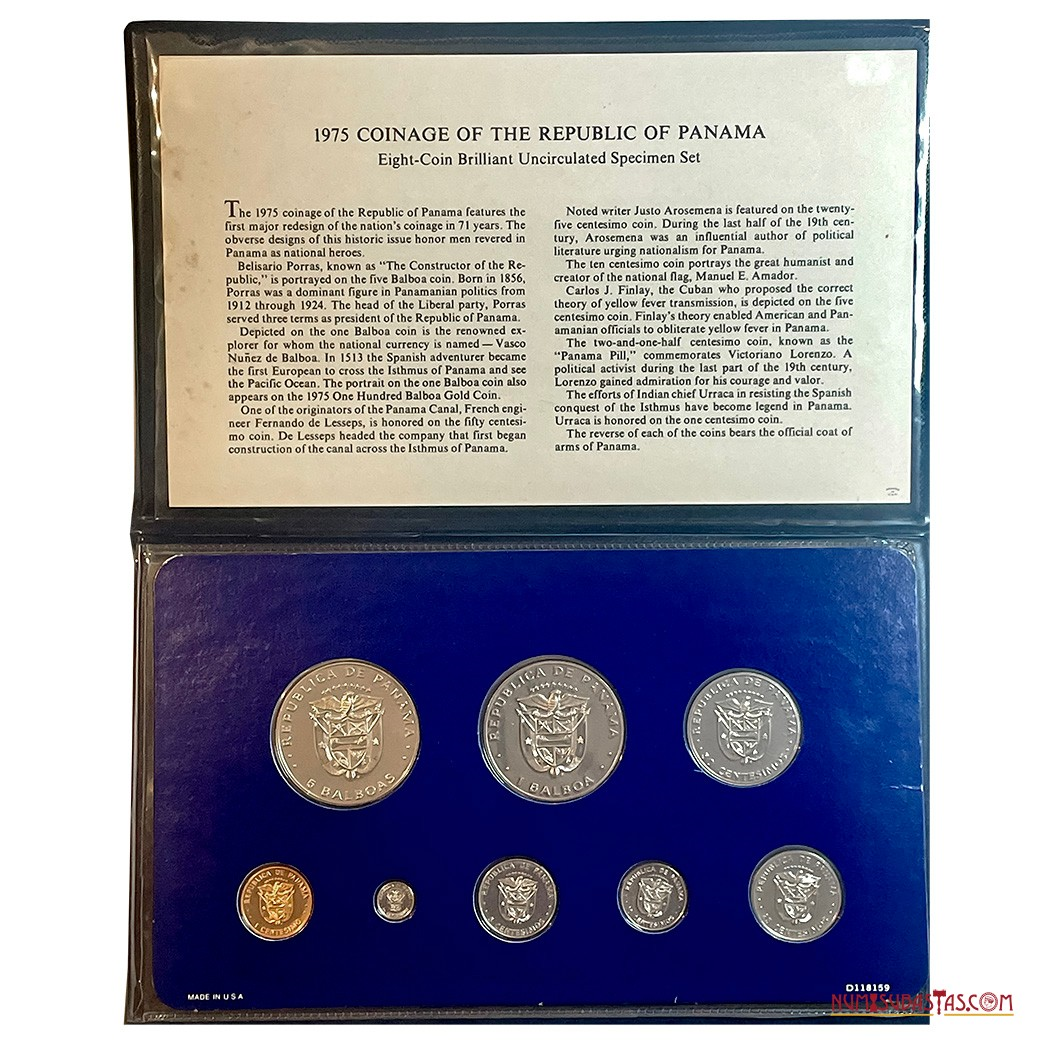 1975 COINAGE OF THE REPUBLIC OF PANAMA
Eight-Coin Brilliant Uncirculated Specimen Set
The 1975 coinage of the Republic of Panama features the
first major redesign of the nation's coinage in 71 years. The
obverse designs of this historic issue honor men revered in
Panama as national heroes.
Belisario Porras, known as "The Constructor of the Re-
public," is portrayed on the five Balboa coin. Born in 1856,
Porras was a dominant figure in Panamanian politics from
1912 through 1924. The head of the Liberal party, Porras
served three terms as president of the Republic of Panama.
Depicted on the one Balboa coin is the renowned ex-
plorer for whom the national currency is named — Vasco
Nuñez de Balboa. In 1513 the Spanish adventurer became
the first European to cross the Isthmus of Panama and see
the Pacific Ocean. The portrait on the one Balboa coin also
appears on the 1975 One Hundred Balboa Gold Coin.
One of the originators of the Panama Canal, French engi-
neer Fernando de Lesseps, is honored on the fifty centesi-
mo coin. De Lesseps headed the company that first began
construction of the canal across the Isthmus of Panama.
Noted writer Justo Arosemena is featured on the twenty-
five centesimo coin. During the last half of the 19th cen-
tury, Arosemena was an influential author of political
literature urging nationalism for Panama.
The ten centesimo coin portrays the great humanist and
creator of the national flag, Manuel E. Amador.
Carlos J. Finlay, the Cuban who proposed the correct
theory of yellow fever transmission, is depicted on the five
centesimo coin. Finlay's theory enabled American and Pan-
amanian officials to obliterate yellow fever in Panama.
The two-and-one-half centesimo coin, known as the
"Panama Pill," commemorates Victoriano Lorenzo. A
political activist during the last part of the 19th century,
Lorenzo gained admiration for his courage and valor.
The efforts of Indian chief Urraca in resisting the Spanish
conquest of the Isthmus have become legend in Panama.
Urraca is honored on the one centesimo coin.
The reverse of each of the coins bears the official coat of
arms of Panama.
REPUBLICA DE PANAMA
5 BALBOAS
REPUBLICA DE PANAMA
1 BALBOA
REPUBLICA DE PANAMA
50 CENTESIMOS
REPUBLICA DE PANAMA
1 CENTESIMO
REPUBLICA DE PANAMA
5 CENTESIMOS
REPUBLICA DE PANAMA
CENTESIMOS
REPUBLICA DE PANAMA
CENTESIMOS
MADE IN U S A
D118159
NUMISUBASTAS.COM